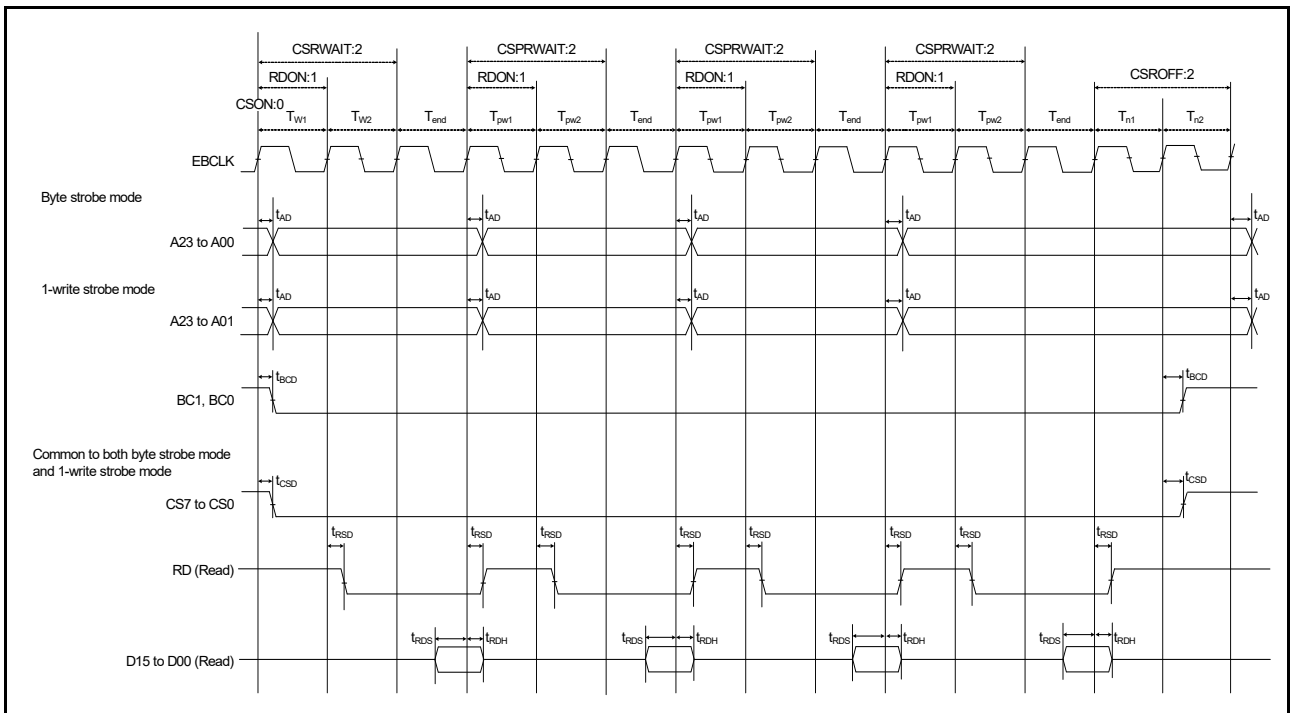 CSRWAIT:2 CSPRWAIT:2 CSPRWAIT:2 CSPRWAIT:2
RDON:1 RDON:1 RDON:1 RDON:1 CSROFF:2
CSON:0
TW1 TW2 Tend Tpw1 Tpw2 Tend Tpw1 Tpw2 Tend Tpw1 Tpw2 Tend Tn1 Tn2
EBCLK
Byte strobe mode
tAD tAD tAD tAD tAD
A23 to A00
1-write strobe mode
tAD tAD tAD tAD tAD
A23 to A01
tBCD tBCD
BC1, BC0
Common to both byte strobe mode
and 1-write strobe mode
tCSD tCSD
CS7 to CS0
tRSD tRSD tRSD tRSD tRSD tRSD tRSD tRSD
RD (Read)
tRDS tRDH tRDS tRDH tRDS tRDH tRDS tRDH
D15 to D00 (Read)